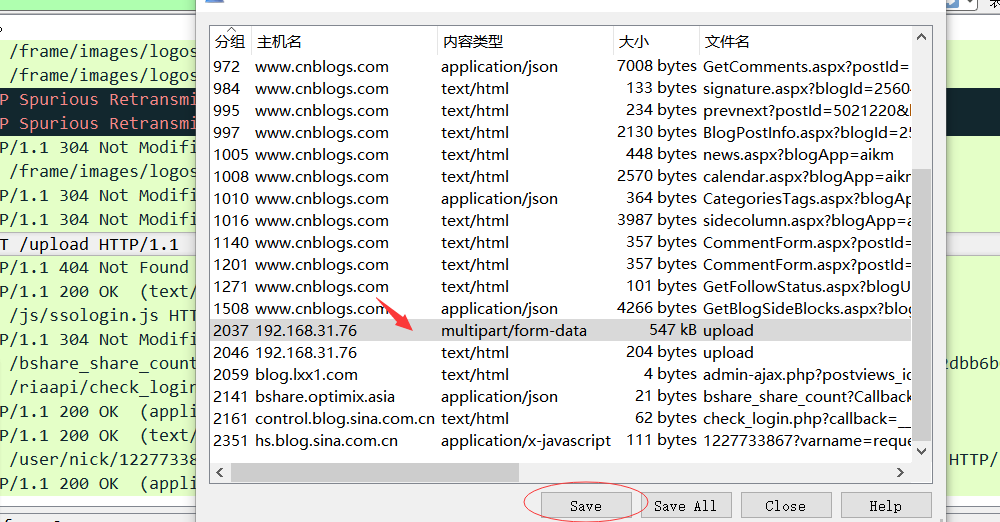 分组 主机名 内容类型 大小 文件名
972 www.cnblogs.com application/json 7008 bytes GetComments.aspx?postId=
984 www.cnblogs.com text/html 133 bytes signature.aspx?blogId=2560
995 www.cnblogs.com text/html 234 bytes prevnext?postId=5021220&
997 www.cnblogs.com text/html 2130 bytes BlogPostInfo.aspx?blogId=25
1005 www.cnblogs.com text/html 448 bytes news.aspx?blogApp=aikm
1008 www.cnblogs.com text/html 2570 bytes calendar.aspx?blogApp=aik
1010 www.cnblogs.com application/json 364 bytes CategoriesTags.aspx?blogA
1016 www.cnblogs.com text/html 3987 bytes sidecolumn.aspx?blogApp=a
1140 www.cnblogs.com text/html 357 bytes CommentForm.aspx?postId=
1201 www.cnblogs.com text/html 357 bytes CommentForm.aspx?postId=
1271 www.cnblogs.com text/html 101 bytes GetFollowStatus.aspx?blogU
1508 www.cnblogs.com application/json 4266 bytes GetBlogSideBlocks.aspx?blog
2037 192.168.31.76 multipart/form-data 547 kB upload
2046 192.168.31.76 text/html 204 bytes upload
2059 blog.lxx1.com text/html 4 bytes admin-ajax.php?postviews_id
2141 bshare.optimix.asia application/json 21 bytes bshare_share_count?Callback
2161 control.blog.sina.com.cn text/html 62 bytes check_login.php?callback=__
2351 hs.blog.sina.com.cn application/x-javascript 111 bytes 1227733867?varname=reque
Save Save All Close Help
/frame/images/logos
/frame/images/logos
P Spurious Retransmi
P Spurious Retransmi
P/1.1 304 Not Modifi
/frame/images/logos
P/1.1 304 Not Modifi
P/1.1 304 Not Modifi
T /upload HTTP/1.1
P/1.1 404 Not Found
P/1.1 200 OK (text/
/js/ssologin.js HTT
P/1.1 304 Not Modifi
/bshare_share_count
2dbb6b
/riaapi/check_login
P/1.1 200 OK (appli
P/1.1 200 OK (text/
/user/nick/12277338
HTTP/
P/1.1 200 OK (appli